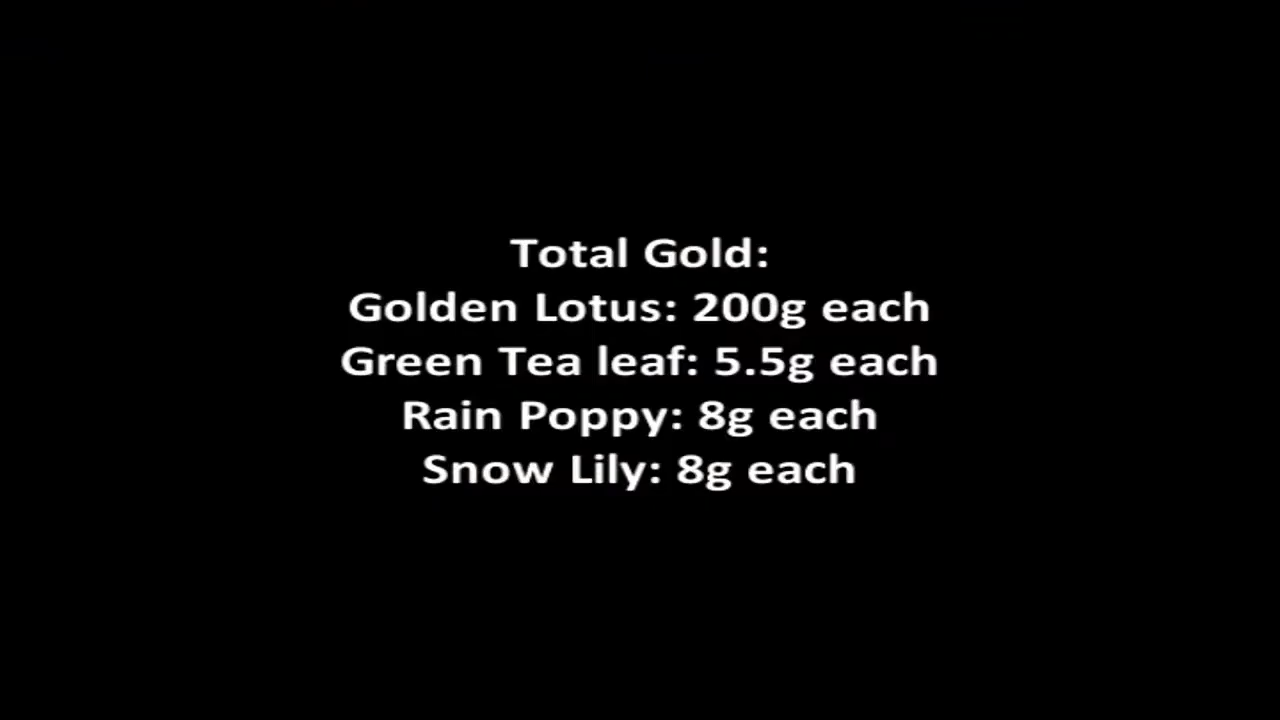 Total Gold:
Golden Lotus: 200g each
Green Tea leaf: 5.5g each
Rain Poppy: 8g each
Snow Lily: 8g each